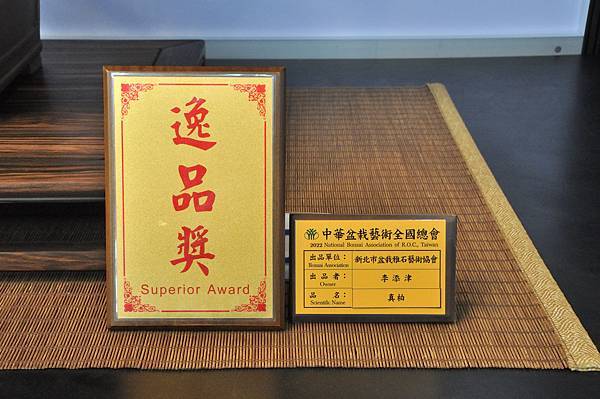 逸品獎
Superior Award
中華盆栽藝術全國總會
2022 National Bonsai Association of R.O.C., Taiwan
出品單位： 新北市盆栽雅石藝術協會
Bonsai Association
出品者： 李添津
Owner
品名： 真柏
Scientific Name